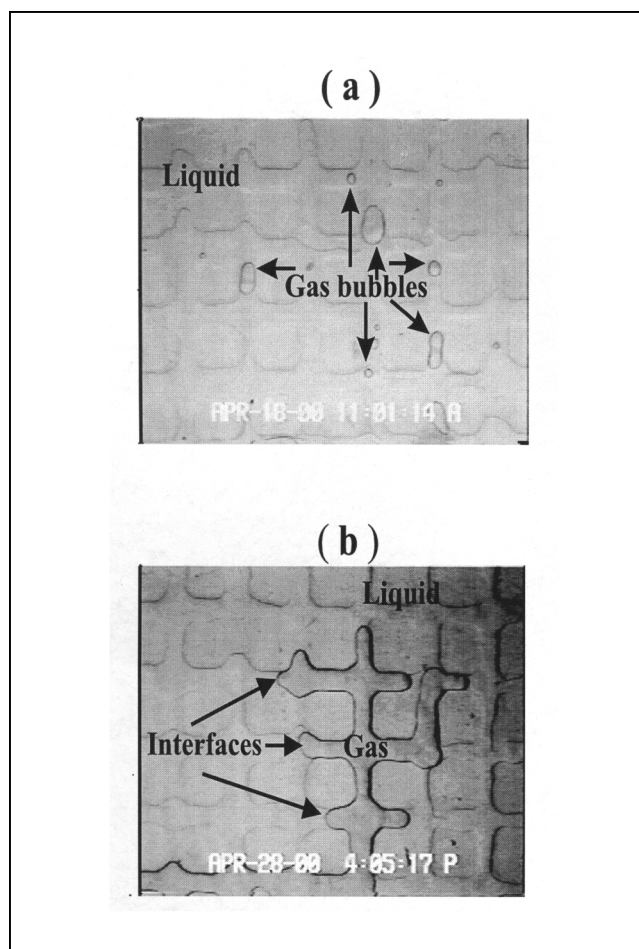 ( a )
Liquid
Gas bubbles
APR-18-00 11:01:14 A
( b )
Liquid
Interfaces
Gas
APR-28-00 4:05:17 P